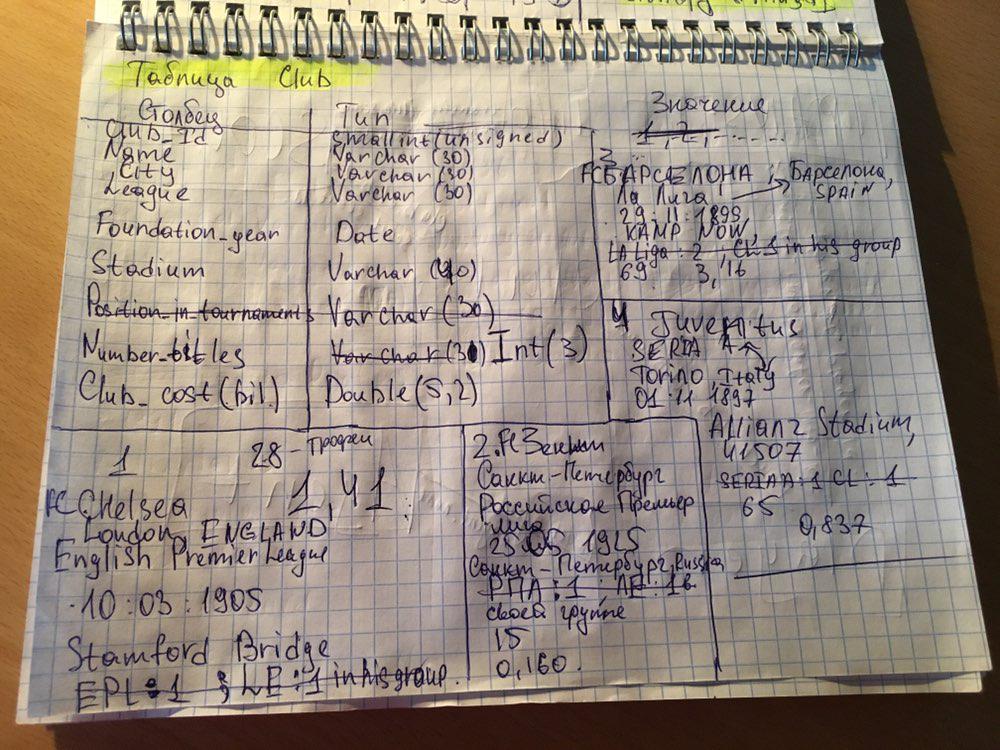 Таблица Club
Столбец Тип Значение
Club_Id Smallint(unsigned) 1, 2, ......
Name Varchar (30)
City Varchar (30)
League Varchar (30)
Foundation_year Date
Stadium Varchar (40)
Position_in_tournaments Varchar (30)
Number_titles Varchar (30) Int(3)
Club_cost(bil.) Double(5,2)
3
FC БАРСЕЛОНА ; Барселона,
SPAIN
Ла Лига
29:11:1899
KAMP NOW,
LA Liga : 2 , CL:1 in his group
69 3,16
4 Juventus
SERIA A
Torino, Italy
01.11 1897
Allianz Stadium,
41507
SERIAA:1 CL:1
65
0,837
1 28-Трофеи
FC CHelsea 1,41
London, ENGLAND
English Premier League
10:03:1905
Stamford Bridge
EPL:1 ; LE:1 in his group.
2. FC Зенит
Санкт-Петербург
Российское Премьер
лига
25 05 1925
Санкт-Петербург, Russia
РПЛ:1 ; ЛЕ:1 в
своей группе
15
0,160.